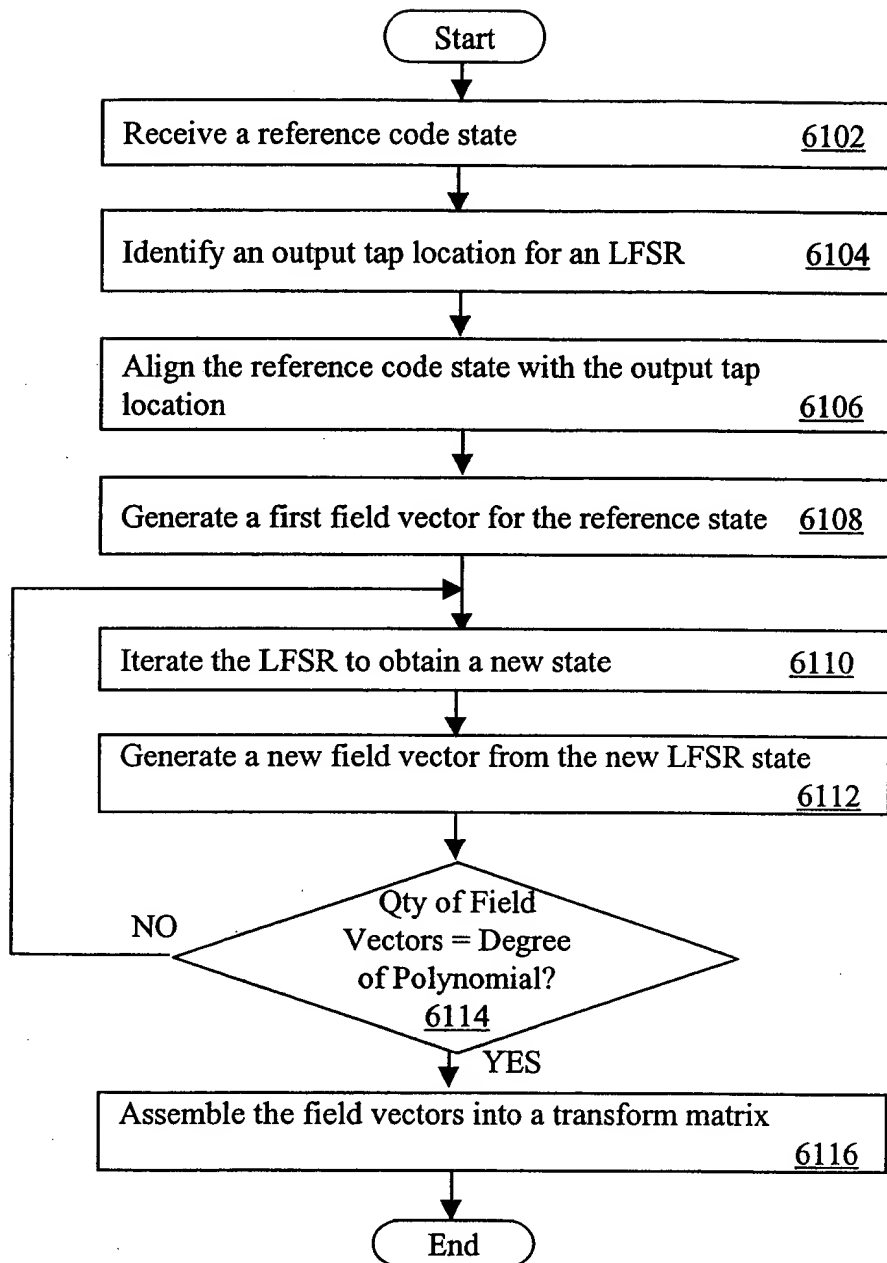 Start
Receive a reference code state 6102
Identify an output tap location for an LFSR 6104
Align the reference code state with the output tap
location 6106
Generate a first field vector for the reference state 6108
Iterate the LFSR to obtain a new state 6110
Generate a new field vector from the new LFSR state
6112
Qty of Field
Vectors = Degree
of Polynomial?
6114
NO
YES
Assemble the field vectors into a transform matrix
6116
End